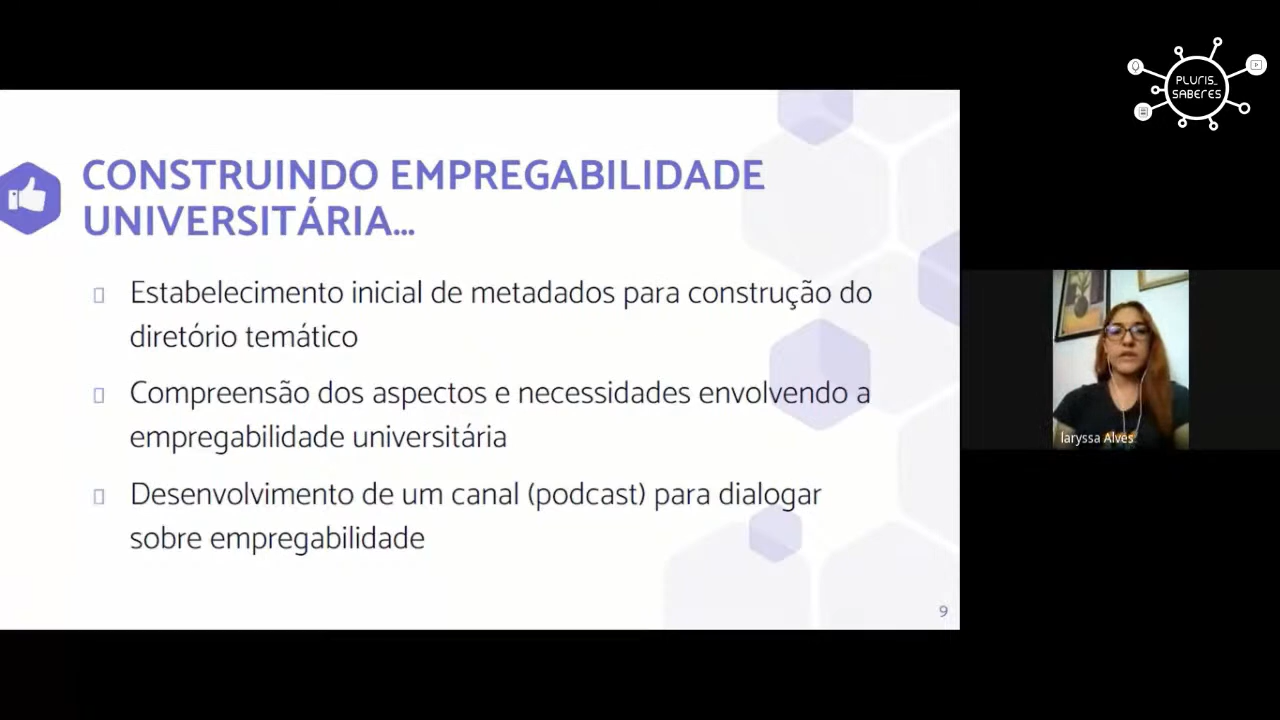 PLURIS_
SABERES
CONSTRUINDO EMPREGABILIDADE
UNIVERSITÁRIA...
Estabelecimento inicial de metadados para construção do
diretório temático
Compreensão dos aspectos e necessidades envolvendo a
empregabilidade universitária
Desenvolvimento de um canal (podcast) para dialogar
sobre empregabilidade
9
laryssa Alves